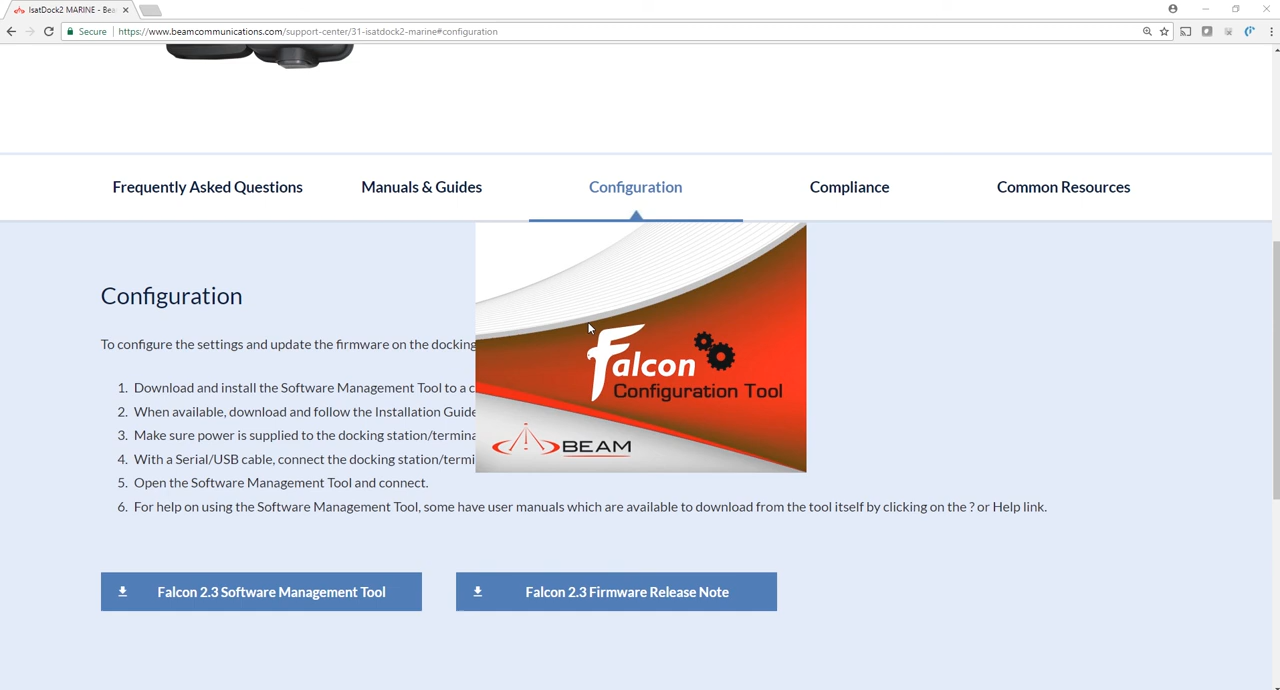 IsatDock2 MARINE - Bea
Secure https://www.beamcommunications.com/support-center/31-isatdock2-marine#configuration
Frequently Asked Questions Manuals & Guides Configuration Compliance Common Resources
Configuration
To configure the settings and update the firmware on the docking
1. Download and install the Software Management Tool to a c
2. When available, download and follow the Installation Guide
3. Make sure power is supplied to the docking station/termina
4. With a Serial/USB cable, connect the docking station/termi
5. Open the Software Management Tool and connect.
6. For help on using the Software Management Tool, some have user manuals which are available to download from the tool itself by clicking on the ? or Help link.
Falcon
Configuration Tool
BEAM
Falcon 2.3 Software Management Tool Falcon 2.3 Firmware Release Note